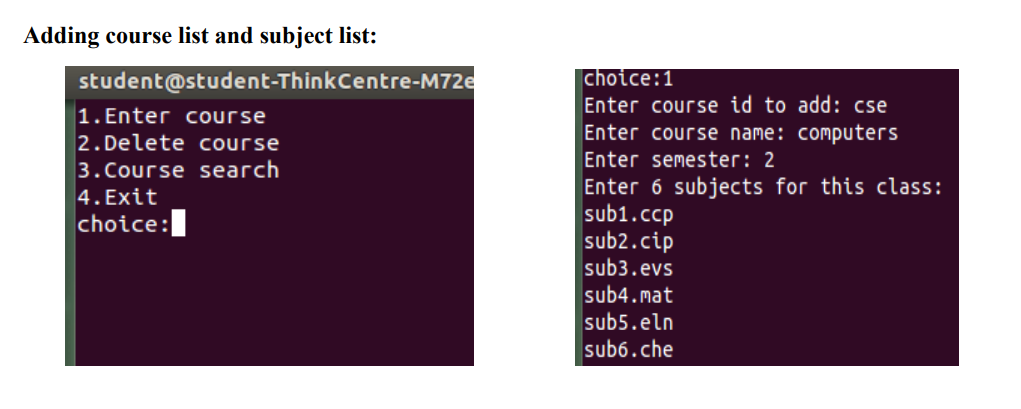 Adding course list and subject list:
student@student-ThinkCentre-M72e
1.Enter course
2.Delete course
3.Course search
4.Exit
choice:
choice:1
Enter course id to add: cse
Enter course name: computers
Enter semester: 2
Enter 6 subjects for this class:
sub1.ccp
sub2.cip
sub3.evs
sub4.mat
sub5.eln
sub6.che